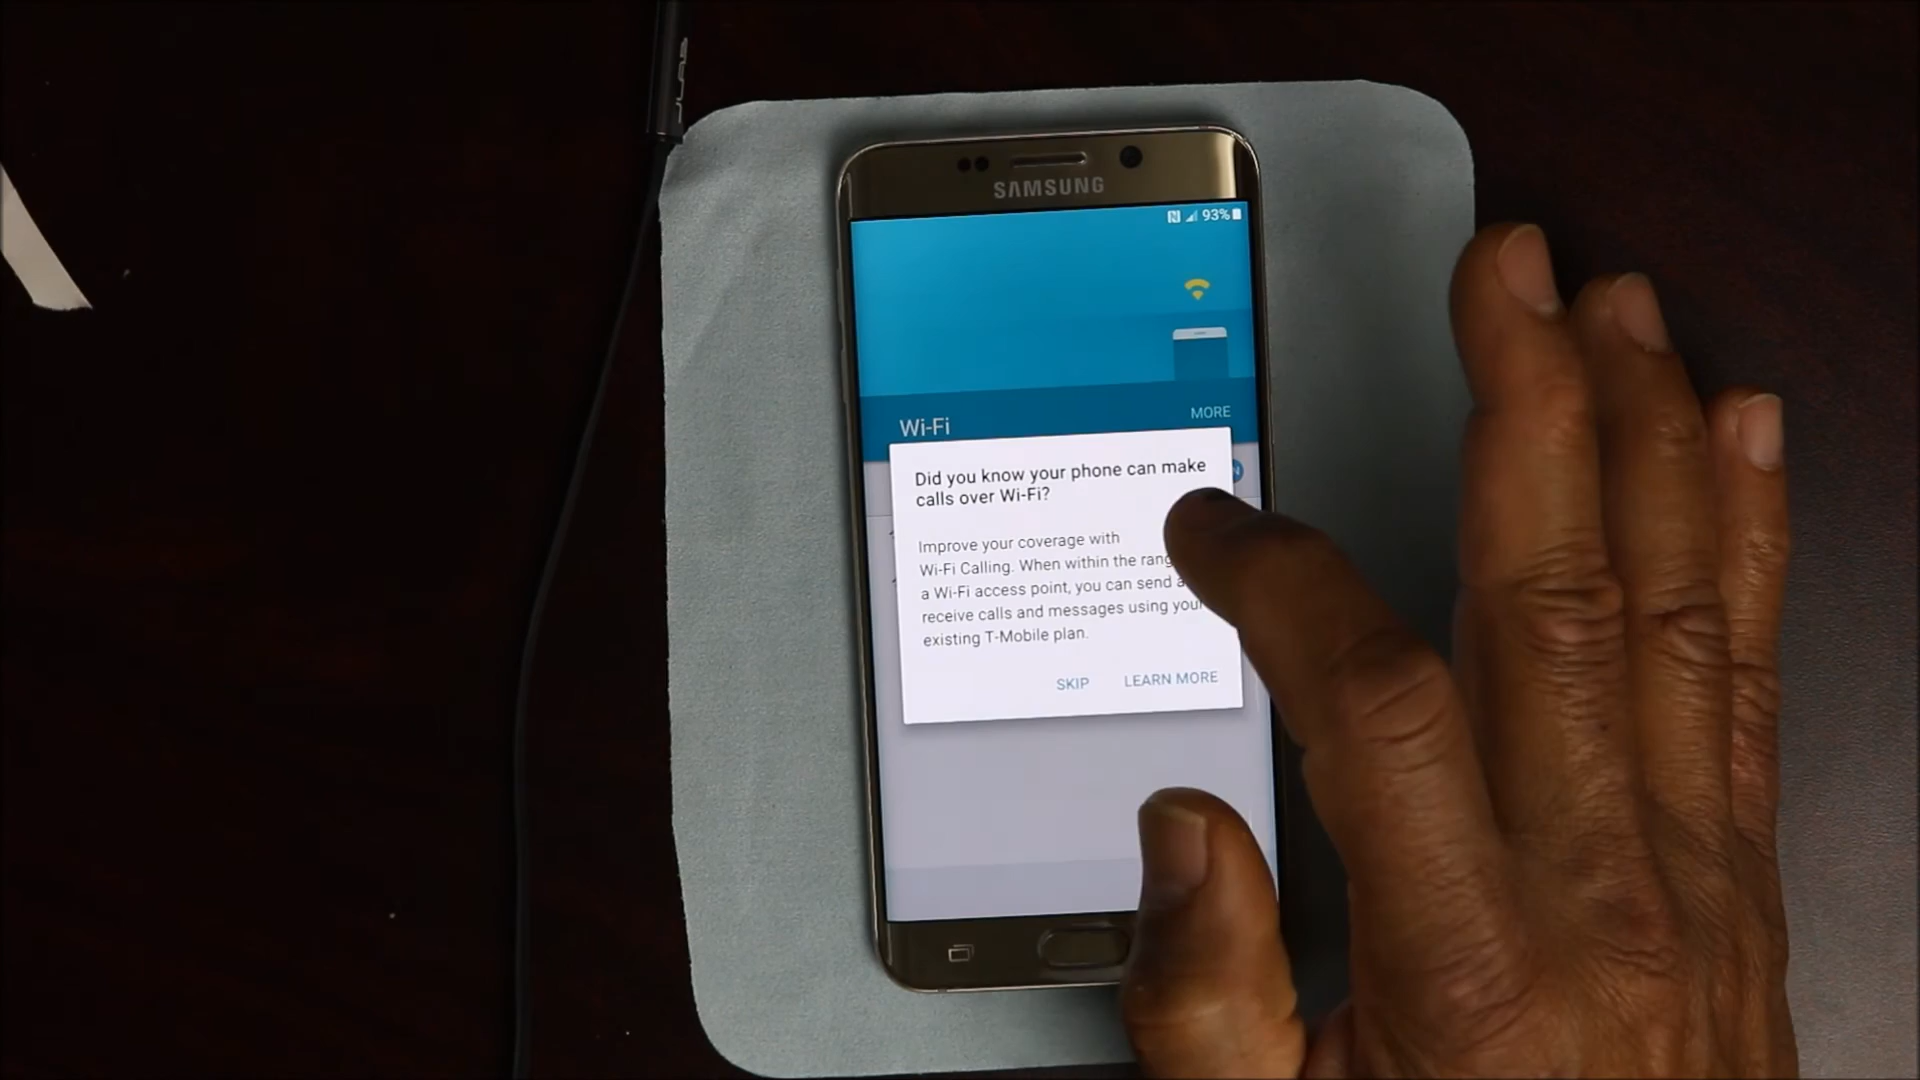 JLAB
SAMSUNG
93%
MORE
Wi-Fi
Did you know your phone can make
calls over Wi-Fi?
Improve your coverage with
Wi-Fi Calling. When within the
a Wi-Fi access point, you can send
receive calls and messages using your
existing T-Mobile plan.
SKIP LEARN MORE